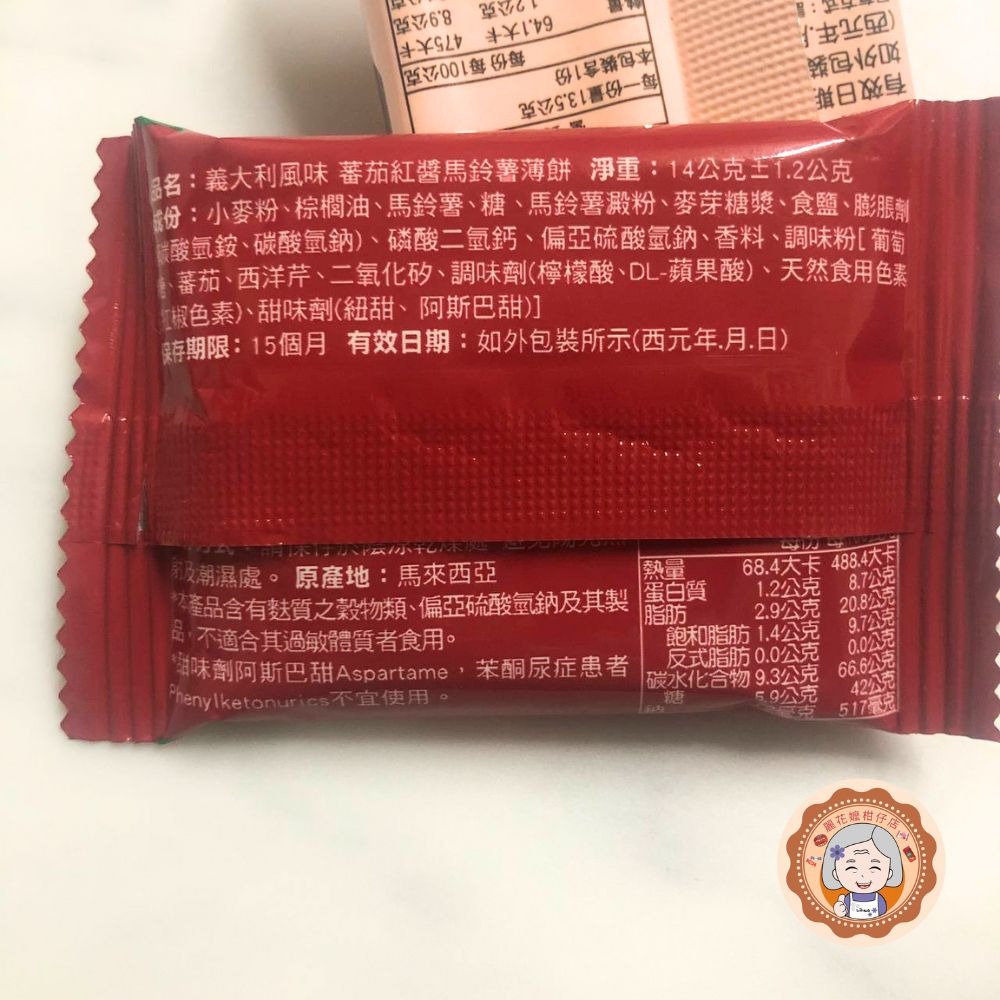 有效日期
如外包裝
(西元年.月
每一份量13.5公克
本包裝含1份
每份 每100公克
64.1大卡 475大卡
1.2公克 8.9公克
品名：義大利風味 蕃茄紅醬馬鈴薯薄餅 淨重：14公克±1.2公克
成份：小麥粉、棕櫚油、馬鈴薯、糖、馬鈴薯澱粉、麥芽糖漿、食鹽、膨脹劑
碳酸氫銨、碳酸氫鈉)、磷酸二氫鈣、偏亞硫酸氫鈉、香料、調味粉[葡萄
、蕃茄、西洋芹、二氧化矽、調味劑(檸檬酸、DL-蘋果酸)、天然食用色素
紅椒色素)、甜味劑(紐甜、阿斯巴甜)]
保存期限：15個月 有效日期：如外包裝所示(西元年.月.日)
及潮濕處。 原產地：馬來西亞
*本產品含有麩質之穀物類、偏亞硫酸氫鈉及其製
品，不適合其過敏體質者食用。
*甜味劑阿斯巴甜Aspartame，苯酮尿症患者
Phenylketonurics不宜使用。
熱量 68.4大卡 488.4大卡
蛋白質 1.2公克 8.7公克
脂肪 2.9公克 20.8公克
飽和脂肪 1.4公克 9.7公克
反式脂肪 0.0公克 0.0公克
碳水化合物 9.3公克 66.6公克
糖 5.9公克 42公克
鈉 517毫克
麗花嬤柑仔店